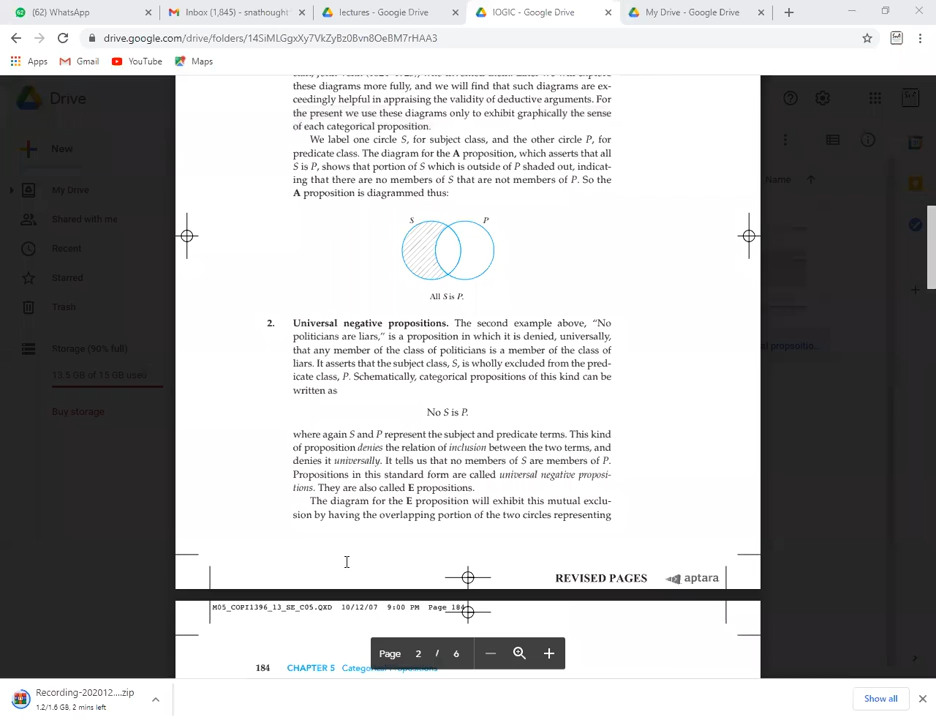 (62) WhatsApp
Inbox (1,845) - snathought
lectures - Google Drive
lOGIC - Google Drive
My Drive - Google Drive
drive.google.com/drive/folders/14SiMLGgxXy7VkZyBz0Bvn8OeBM7rHAA3
Apps
Gmail
YouTube
Maps
Drive
New
My Drive
Shared with me
Recent
Starred
Trash
Storage (90% full)
13.5 GB of 15 GB used
Buy storage
Name
these diagrams more fully, and we will find that such diagrams are ex-
ceedingly helpful in appraising the validity of deductive arguments. For
the present we use these diagrams only to exhibit graphically the sense
of each categorical proposition.
We label one circle S, for subject class, and the other circle P, for
predicate class. The diagram for the A proposition, which asserts that all
S is P, shows that portion of S which is outside of P shaded out, indicat-
ing that there are no members of S that are not members of P. So the
A proposition is diagrammed thus:
S
P
All S is P.
2. Universal negative propositions. The second example above, “No
politicians are liars,” is a proposition in which it is denied, universally,
that any member of the class of politicians is a member of the class of
liars. It asserts that the subject class, S, is wholly excluded from the pred-
icate class, P. Schematically, categorical propositions of this kind can be
written as
No S is P.
where again S and P represent the subject and predicate terms. This kind
of proposition denies the relation of inclusion between the two terms, and
denies it universally. It tells us that no members of S are members of P.
Propositions in this standard form are called universal negative proposi-
tions. They are also called E propositions.
The diagram for the E proposition will exhibit this mutual exclu-
sion by having the overlapping portion of the two circles representing
REVISED PAGES
aptara
M05_COPI1396_13_SE_C05.QXD 10/12/07 9:00 PM Page 184
184 CHAPTER 5 Categorical Propositions
Page 2 / 6
Recording-202012....zip
1.2/1.6 GB, 2 mins left
Show all